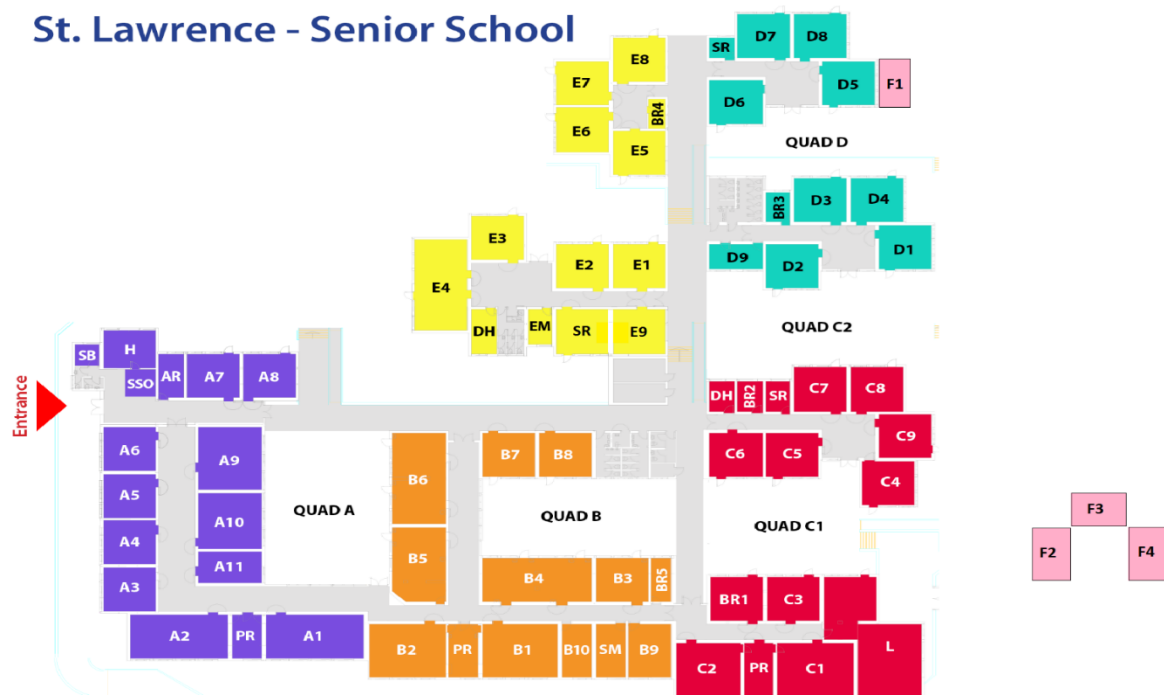 St. Lawrence - Senior School
SR
D7
D8
E8
E7
D5
F1
D6
BR4
E6
E5
QUAD D
BR3
D3
D4
E3
D1
E4
E2
E1
D9
D2
DH
EM
SR
E9
QUAD C2
SB
H
SSO
AR
A7
A8
Entrance
DH
BR2
SR
C7
C8
A6
A9
B6
B7
B8
C6
C5
C9
C4
A5
A10
QUAD A
QUAD B
QUAD C1
F3
A4
A11
B5
F2
F4
A3
B4
B3
BR5
BR1
C3
A2
PR
A1
B2
PR
B1
B10
SM
B9
C2
PR
C1
L